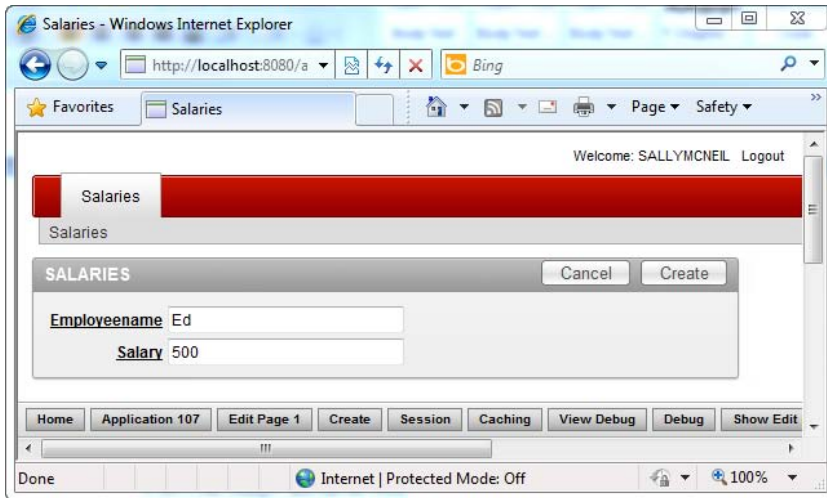 Salaries - Windows Internet Explorer
http://localhost:8080/a
Bing
Favorites
Salaries
Page
Safety
Welcome: SALLYMCNEIL Logout
Salaries
Salaries
SALARIES
Cancel
Create
Employeename Ed
Salary 500
Home
Application 107
Edit Page 1
Create
Session
Caching
View Debug
Debug
Show Edit
Done
Internet | Protected Mode: Off
100%